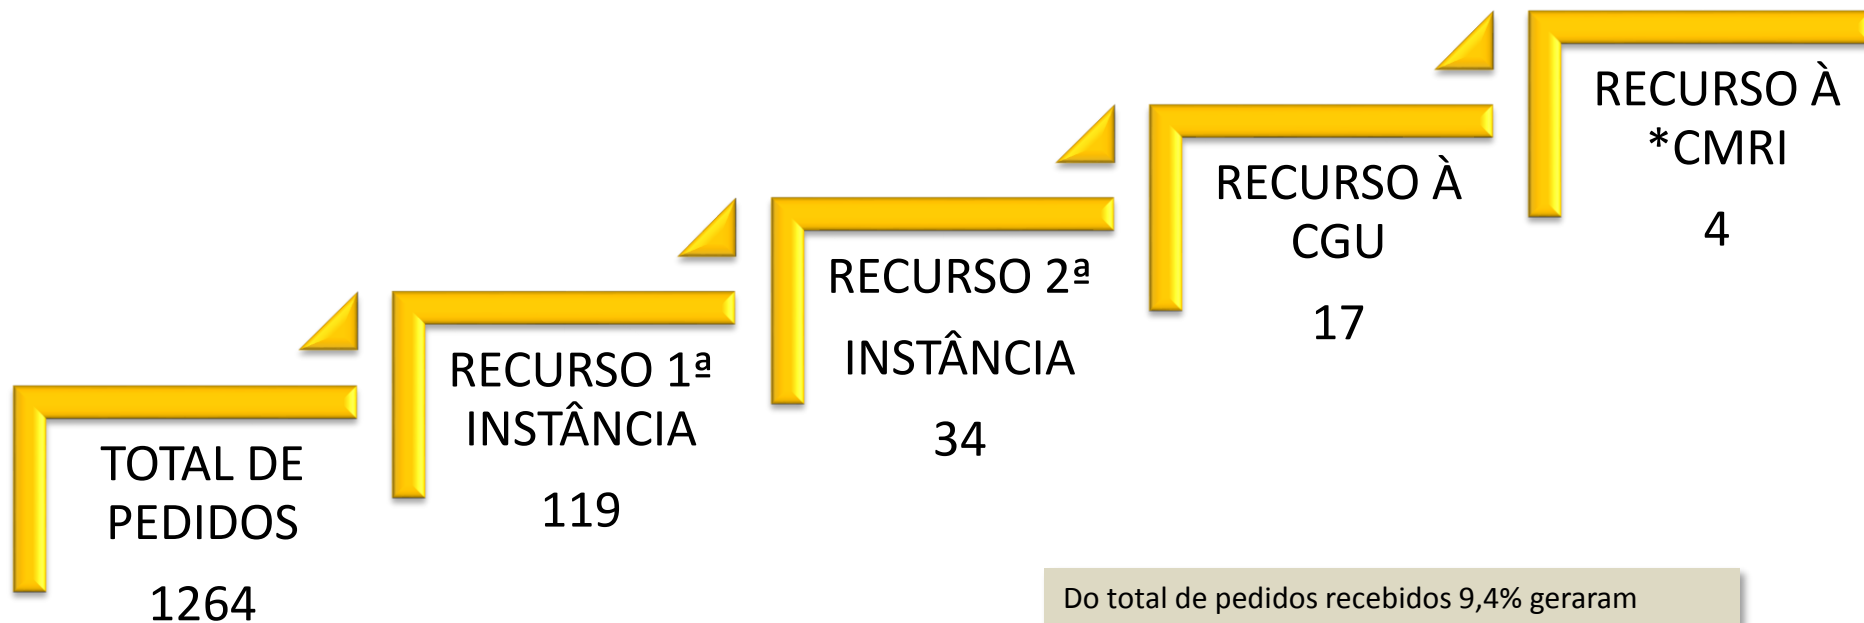 TOTAL DE
PEDIDOS
1264
RECURSO 1ª
INSTÂNCIA
119
RECURSO 2ª
INSTÂNCIA
34
RECURSO À
CGU
17
RECURSO À
*CMRI
4
Do total de pedidos recebidos 9,4% geraram